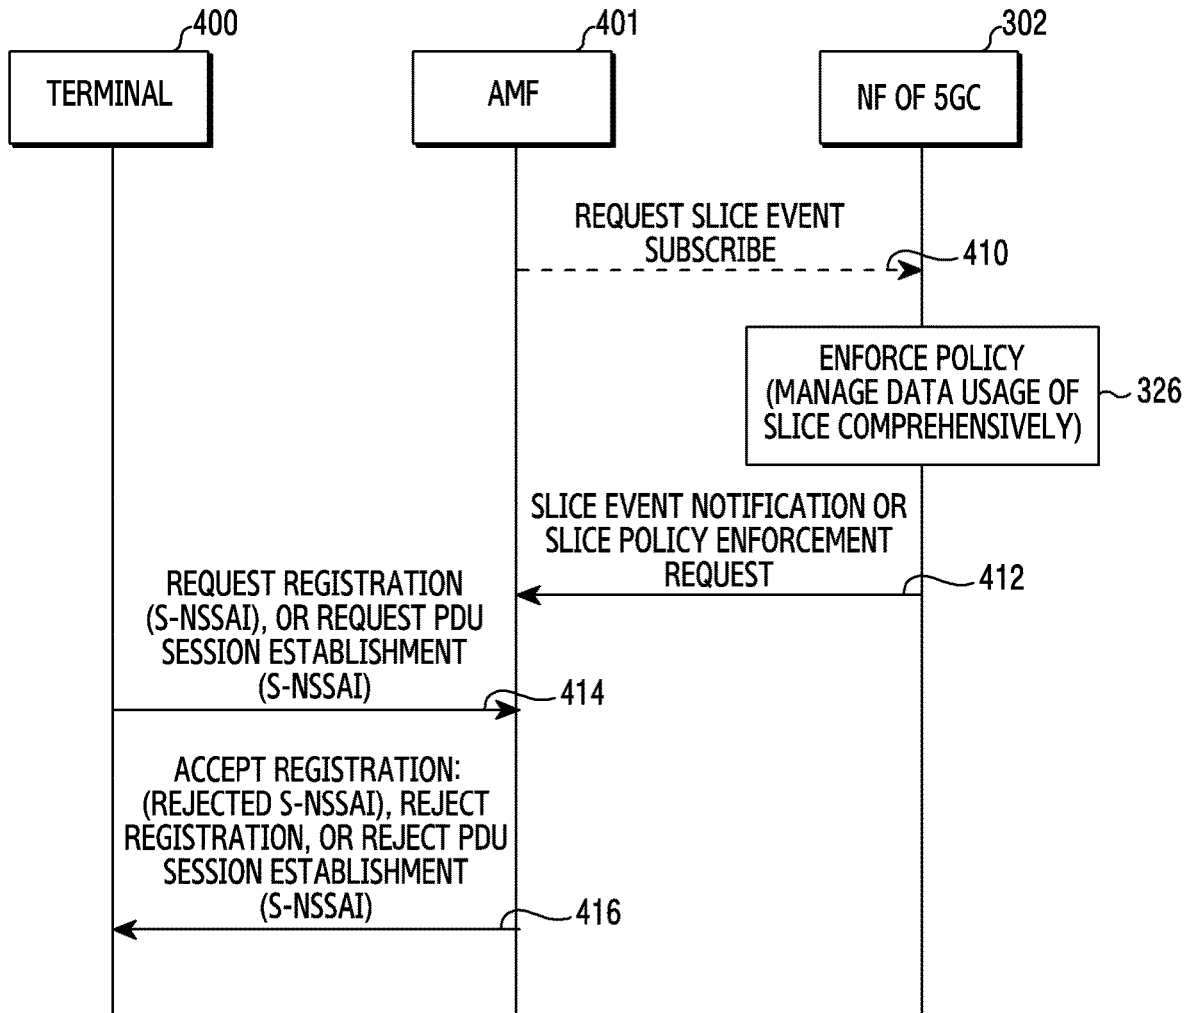 400
401
302
TERMINAL
AMF
NF OF 5GC
REQUEST SLICE EVENT
SUBSCRIBE
410
ENFORCE POLICY
(MANAGE DATA USAGE OF
SLICE COMPREHENSIVELY)
326
SLICE EVENT NOTIFICATION OR
SLICE POLICY ENFORCEMENT
REQUEST
412
REQUEST REGISTRATION
(S-NSSAI), OR REQUEST PDU
SESSION ESTABLISHMENT
(S-NSSAI)
414
ACCEPT REGISTRATION:
(REJECTED S-NSSAI), REJECT
REGISTRATION, OR REJECT PDU
SESSION ESTABLISHMENT
(S-NSSAI)
416